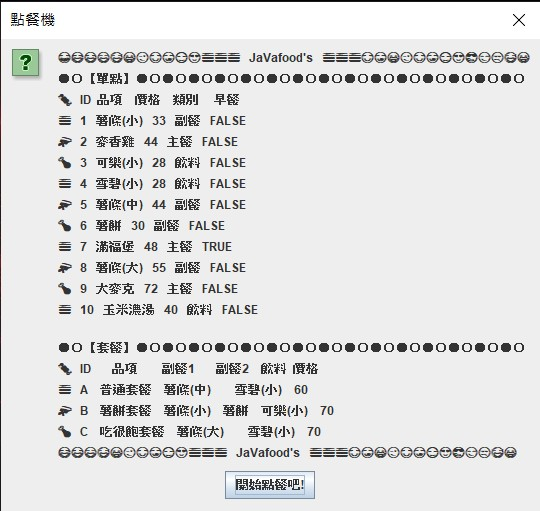 點餐機
JaVafood's
【單點】
ID 品項 價格 類別 早餐
1 薯條(小) 33 副餐 FALSE
2 麥香雞 44 主餐 FALSE
3 可樂(小) 28 飲料 FALSE
4 雪碧(小) 28 飲料 FALSE
5 薯條(中) 44 副餐 FALSE
6 薯餅 30 副餐 FALSE
7 滿福堡 48 主餐 TRUE
8 薯條(大) 55 副餐 FALSE
9 大麥克 72 主餐 FALSE
10 玉米濃湯 40 飲料 FALSE
【套餐】
ID 品項 副餐1 副餐2 飲料 價格
A 普通套餐 薯條(中) 雪碧(小) 60
B 薯餅套餐 薯條(小) 薯餅 可樂(小) 70
C 吃很飽套餐 薯條(大) 雪碧(小) 70
JaVafood's
開始點餐吧!